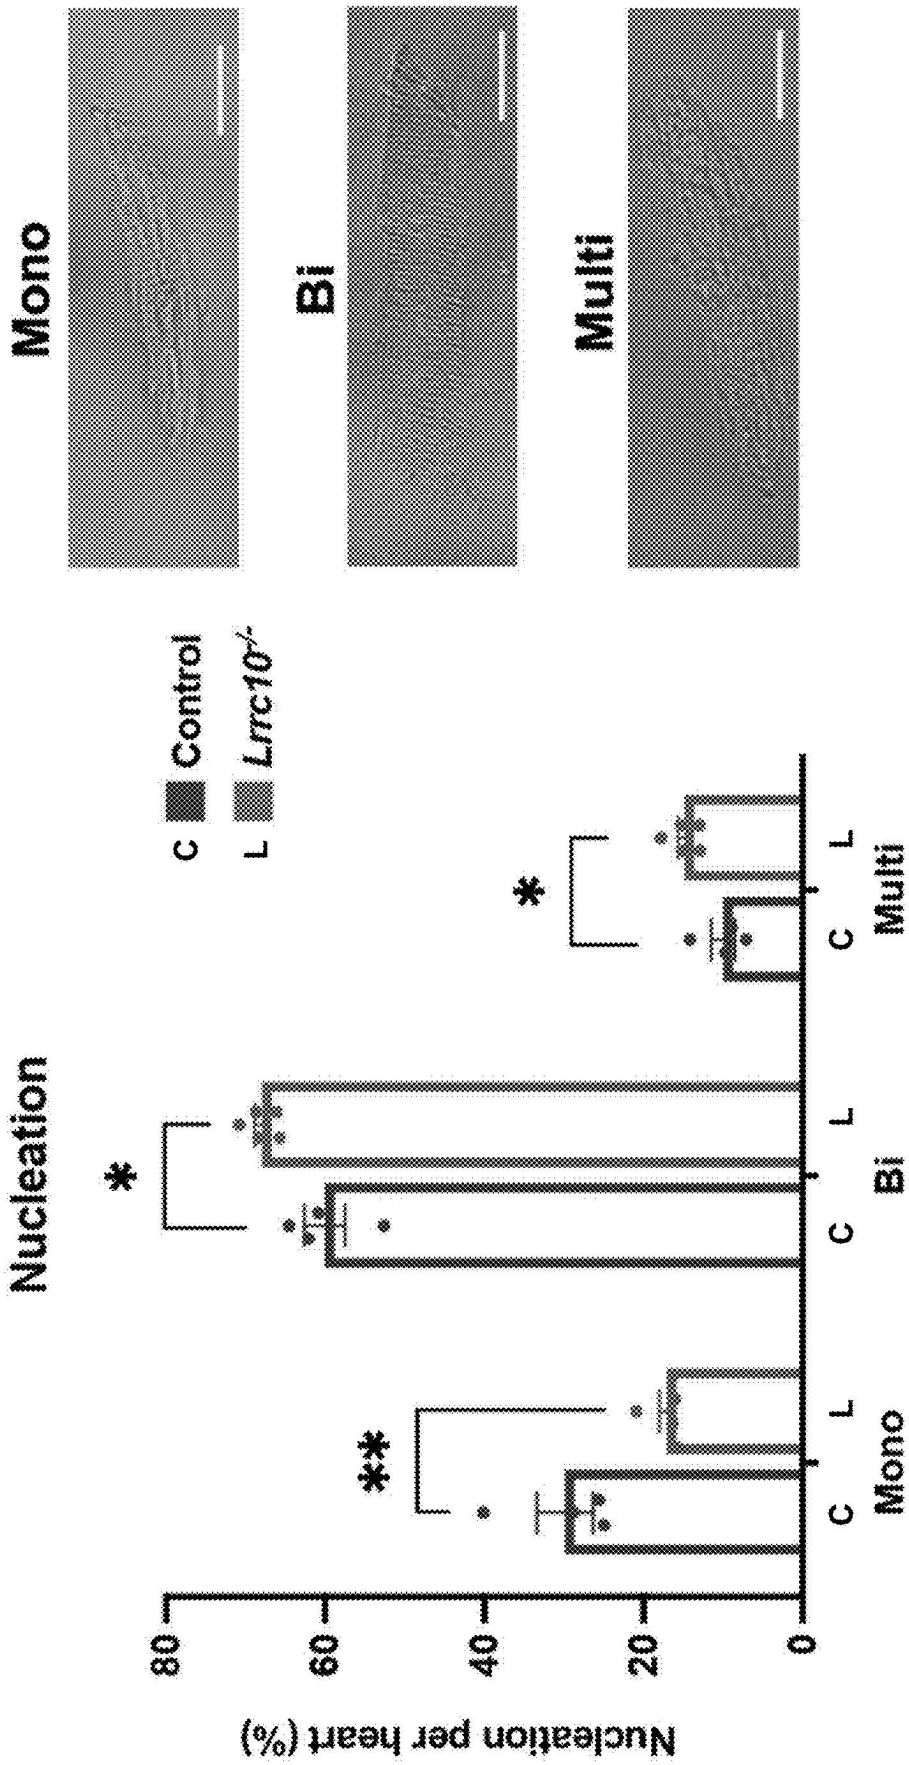 Nucleation
C Control
L Lrrc10-/-
Mono
Bi
Multi
Nucleation per heart (%)
80
60
40
20
0
**
*
*
C L C L C L
Mono Bi Multi